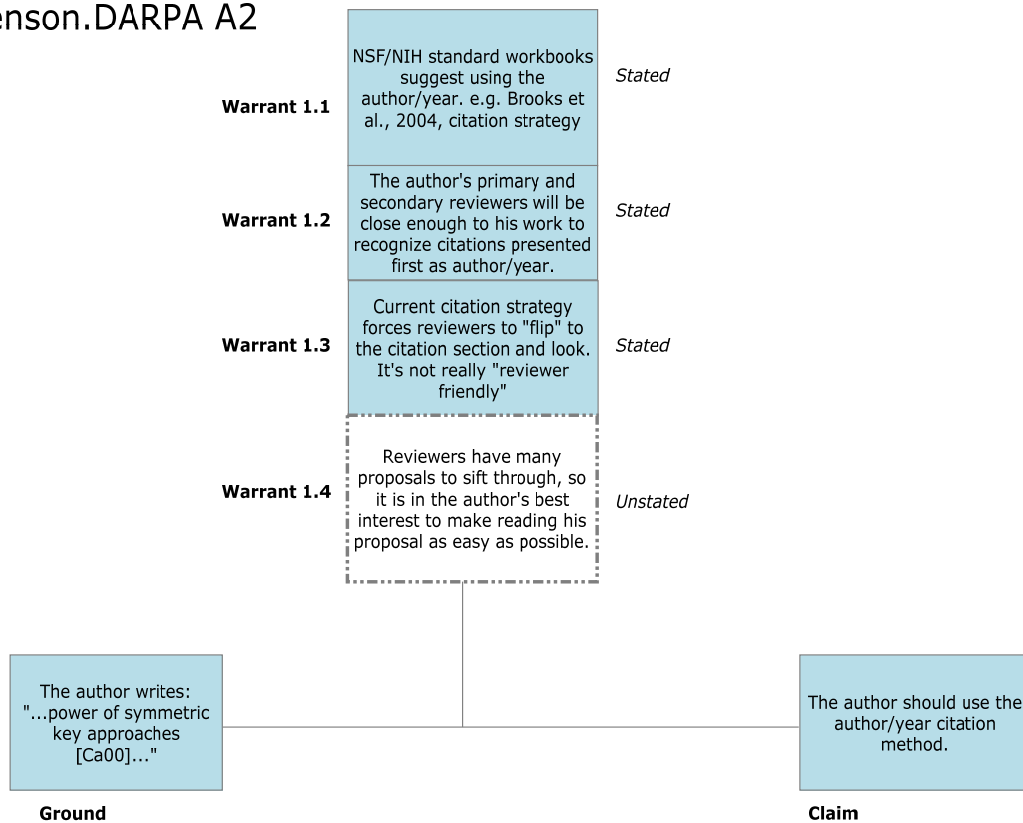 enson.DARPA A2
NSF/NIH standard workbooks
suggest using the
author/year. e.g. Brooks et
al., 2004, citation strategy
Stated
Warrant 1.1
The author's primary and
secondary reviewers will be
close enough to his work to
recognize citations presented
first as author/year.
Stated
Warrant 1.2
Current citation strategy
forces reviewers to "flip" to
the citation section and look.
It's not really "reviewer
friendly"
Stated
Warrant 1.3
Reviewers have many
proposals to sift through, so
it is in the author's best
interest to make reading his
proposal as easy as possible.
Unstated
Warrant 1.4
The author writes:
"...power of symmetric
key approaches
[Ca00]..."
Ground
The author should use the
author/year citation
method.
Claim